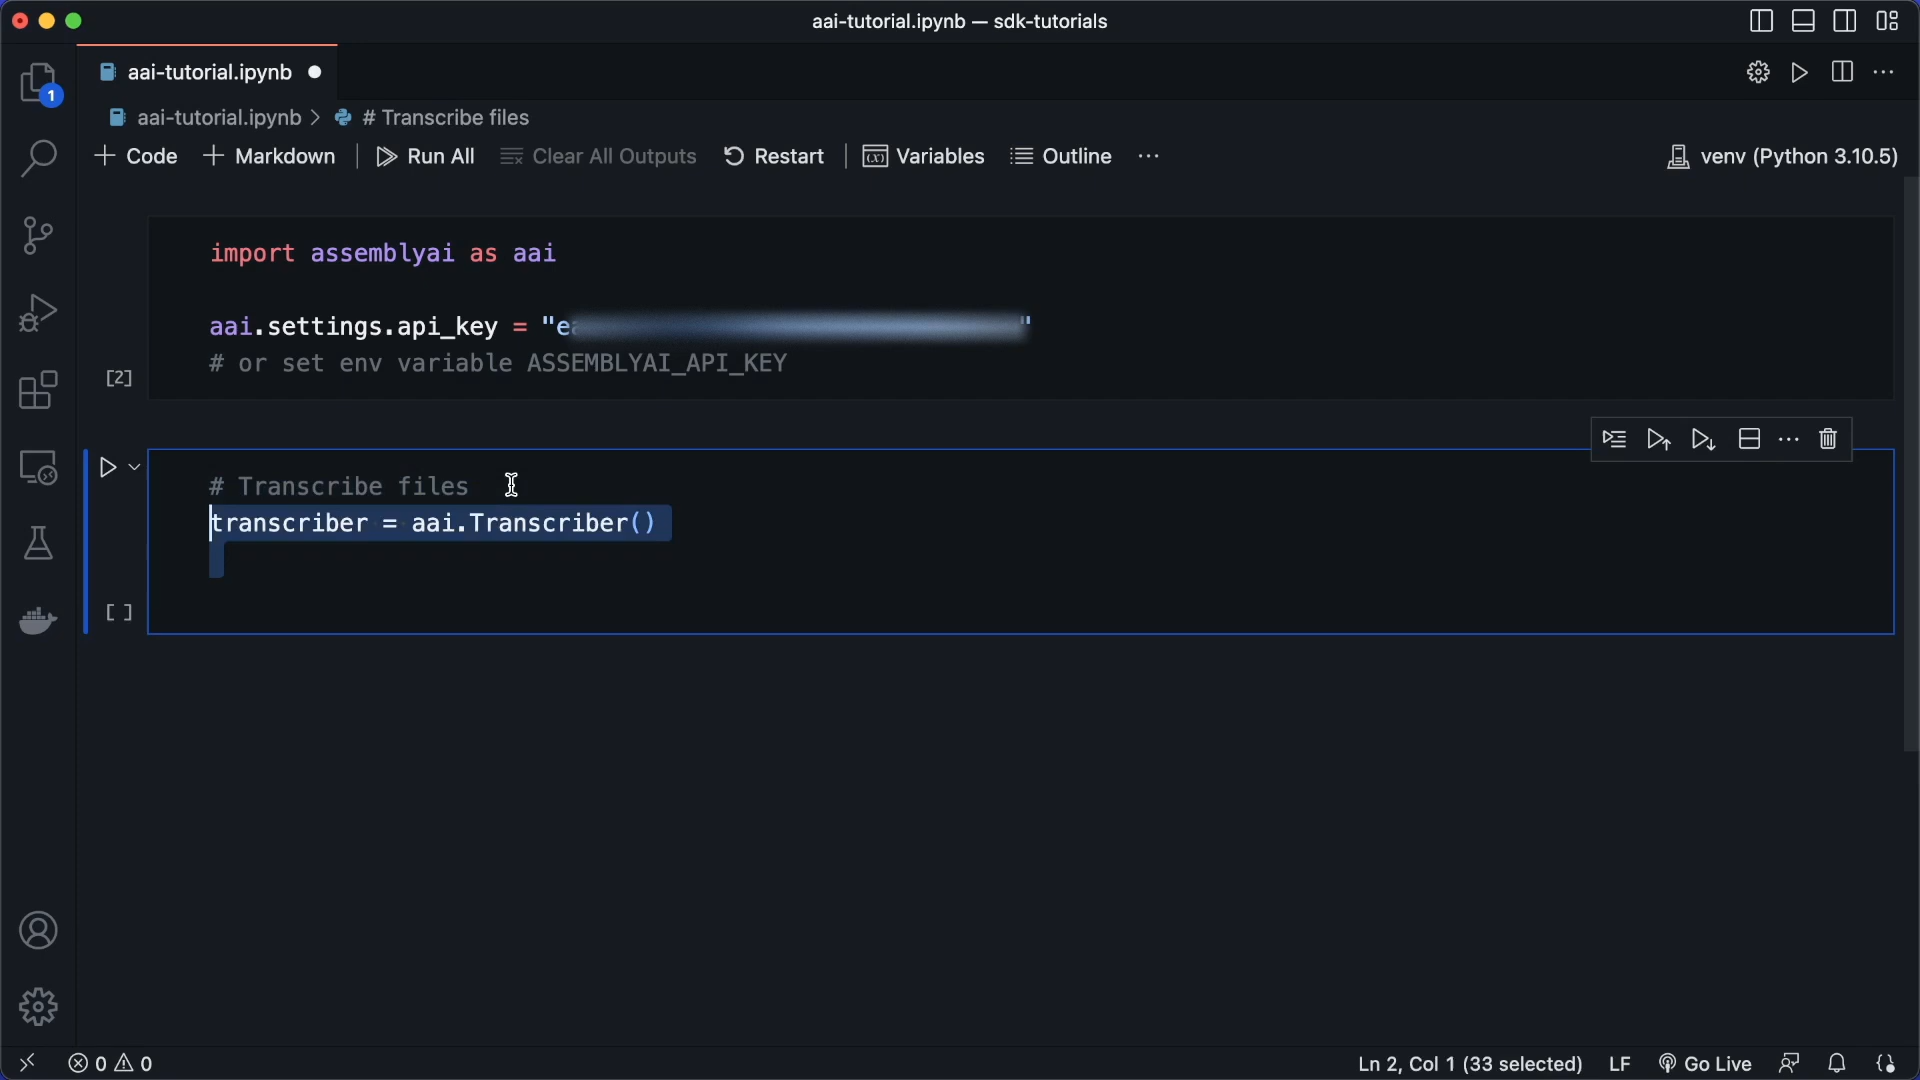 aai-tutorial.ipynb — sdk-tutorials
1
aai-tutorial.ipynb
aai-tutorial.ipynb > # Transcribe files
+ Code + Markdown | Run All Clear All Outputs Restart | (x) Variables Outline ...
venv (Python 3.10.5)
import assemblyai as aai
aai.settings.api_key = "e "
# or set env variable ASSEMBLYAI_API_KEY
[2]
# Transcribe files
transcriber = aai.Transcriber()
[ ]
0 0
Ln 2, Col 1 (33 selected) LF Go Live